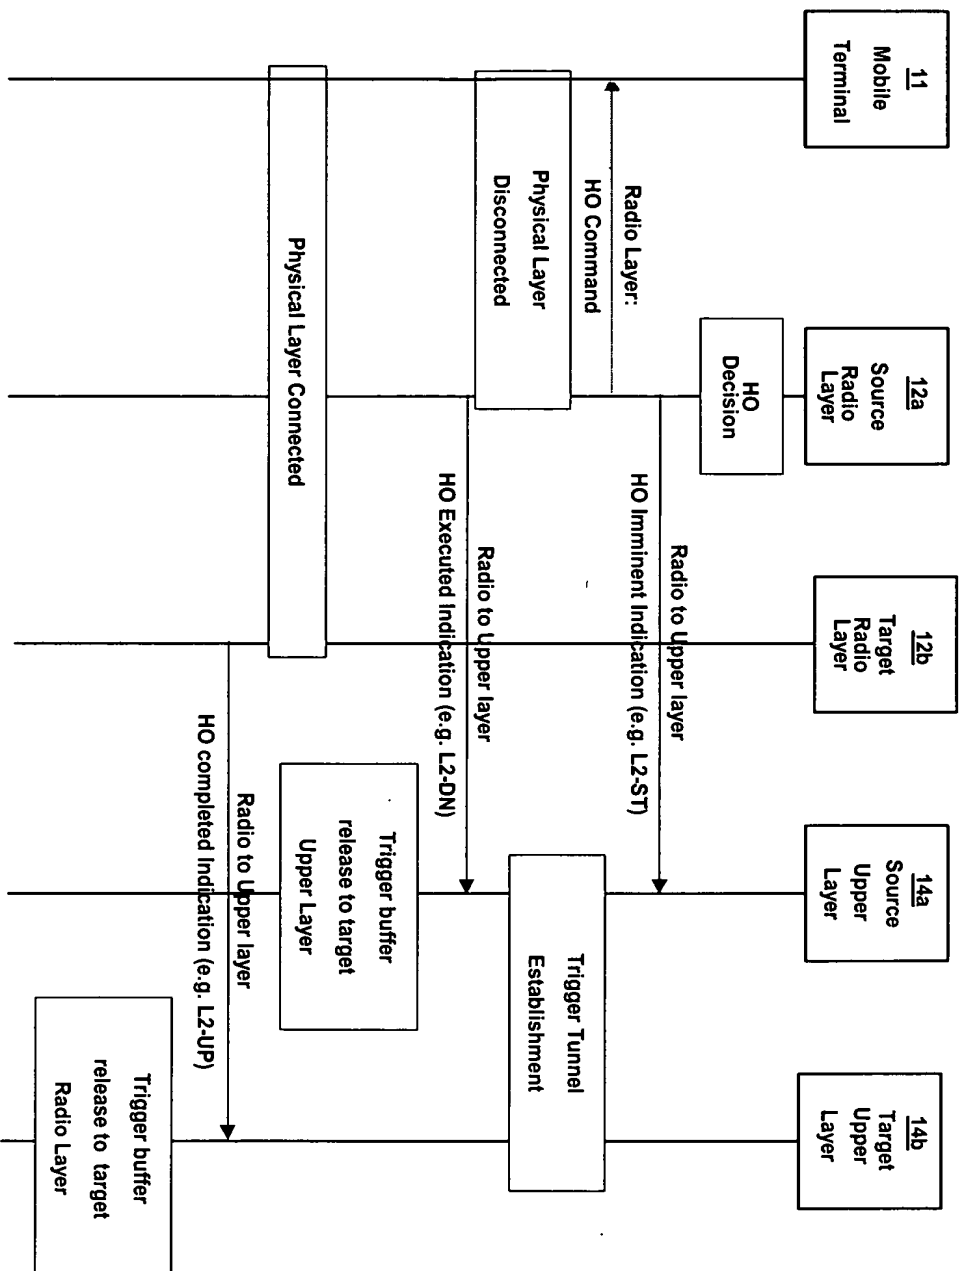 11
Mobile
Terminal
12a
Source
Radio
Layer
12b
Target
Radio
Layer
14a
Source
Upper
Layer
14b
Target
Upper
Layer
HO
Decision
Radio to Upper layer
HO Imminent Indication (e.g. L2-ST)
Radio Layer:
HO Command
Trigger Tunnel
Establishment
Physical Layer
Disconnected
Radio to Upper layer
HO Executed Indication (e.g. L2-DN)
Trigger buffer
release to target
Upper Layer
Physical Layer Connected
Radio to Upper layer
HO completed Indication (e.g. L2-UP)
Trigger buffer
release to target
Radio Layer